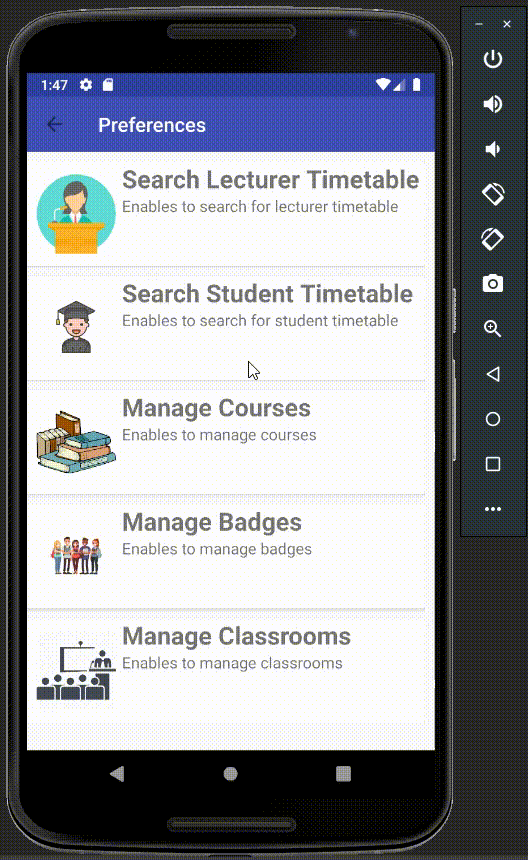 1:47
Preferences
Search Lecturer Timetable
Enables to search for lecturer timetable
Search Student Timetable
Enables to search for student timetable
Manage Courses
Enables to manage courses
Manage Badges
Enables to manage badges
Manage Classrooms
Enables to manage classrooms